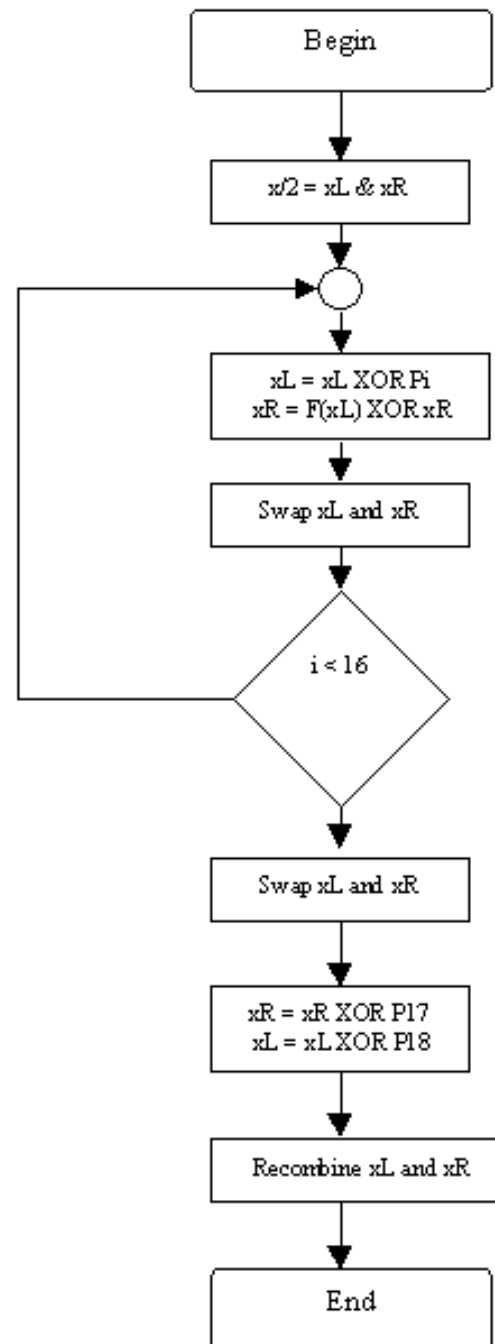 Begin
x/2 = xL & xR
xL = xL XOR Pi
xR = F(xL) XOR xR
Swap xL and xR
i < 16
Swap xL and xR
xR = xR XOR P17
xL = xL XOR P18
Recombine xL and xR
End